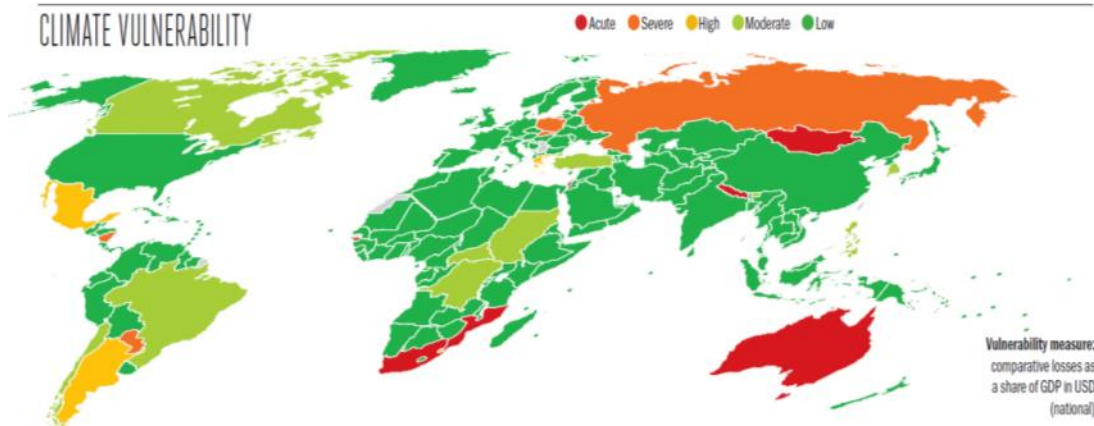 CLIMATE VULNERABILITY
Acute Severe High Moderate Low
Vulnerability measure:
comparative losses as
a share of GDP in USD
(national)